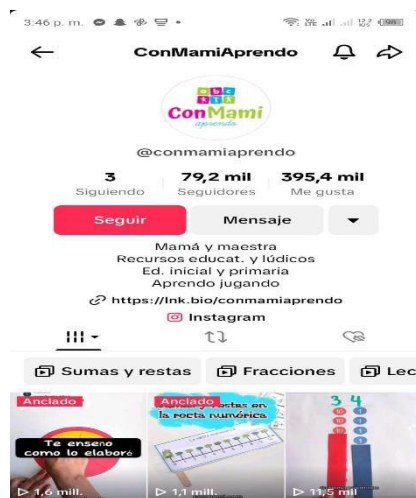 3:46 p. m.
ConMamiAprendo
a b c
ConMami
aprendo
@conmamiaprendo
3 79,2 mil 395,4 mil
Siguiendo Seguidores Me gusta
Seguir Mensaje
Mamá y maestra
Recursos educat. y lúdicos
Ed. inicial y primaria
Aprendo jugando
https://lnk.bio/conmamiaprendo
Instagram
Sumas y restas Fracciones Lec
Anclado Anclado 3 4
restas en
la recta numérica
Te enseño
como lo elaboré
1,6 mill. 1,1 mill. 11,5 mil